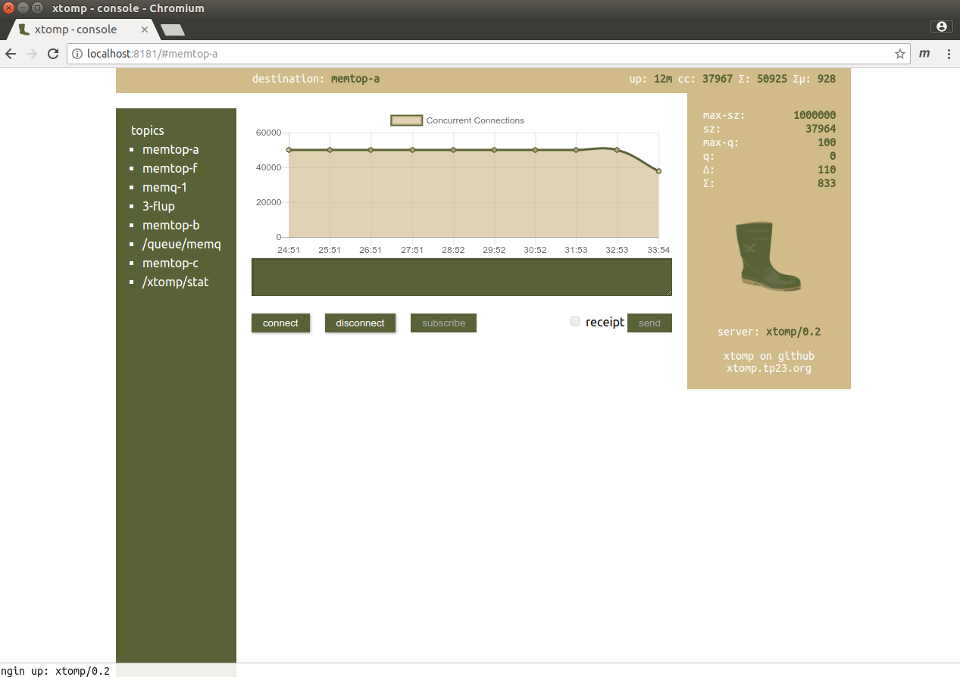 xtomp - console - Chromium
xtomp - console
localhost:8181/#memtop-a
m
destination: memtop-a
up: 12m cc: 37967 Σ: 50925 Σμ: 928
topics
memtop-a
memtop-f
memq-1
3-flup
memtop-b
/queue/memq
memtop-c
/xtomp/stat
Concurrent Connections
60000
40000
20000
0
24:51 25:51 26:51 27:51 28:52 29:52 30:52 31:53 32:53 33:54
connect disconnect subscribe receipt send
max-sz: 1000000
sz: 37964
max-q: 100
q: 0
Δ: 110
Σ: 833
server: xtomp/0.2
xtomp on github
xtomp.tp23.org
ngin up: xtomp/0.2